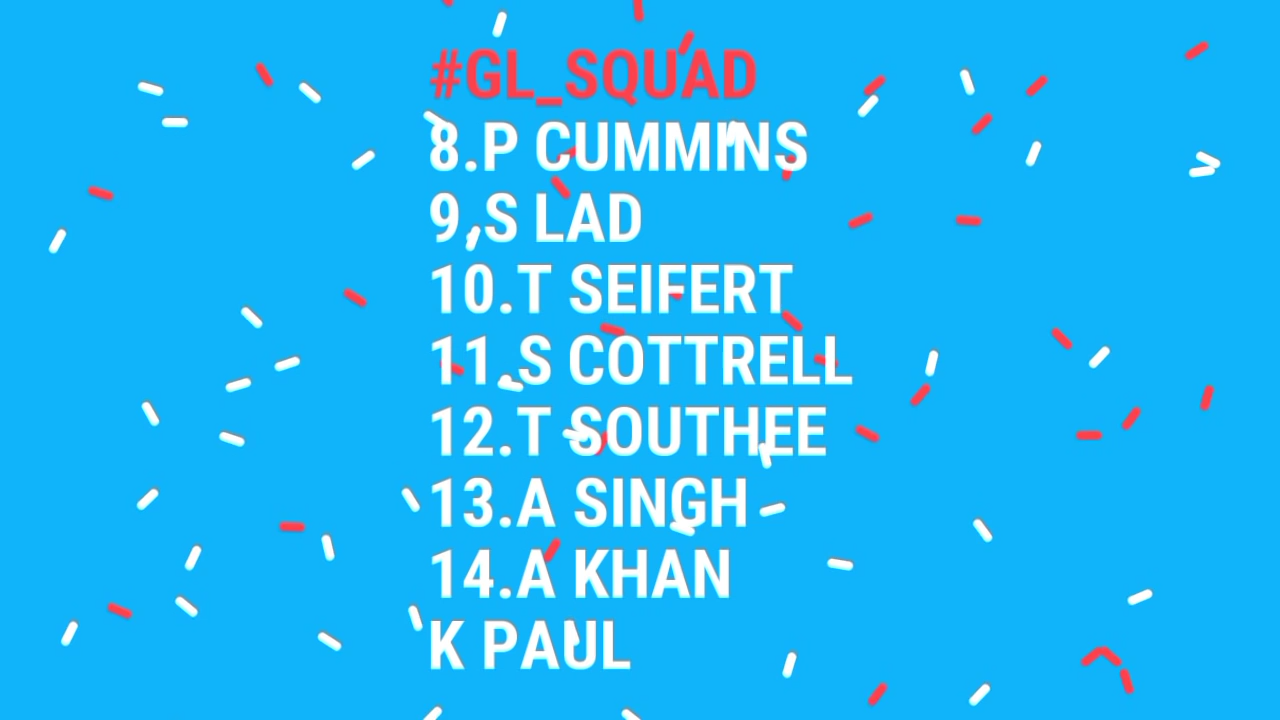 #GL_SQUAD
8.P CUMMINS
9,S LAD
10.T SEIFERT
11.S COTTRELL
12.T SOUTHEE
13.A SINGH
14.A KHAN
K PAUL